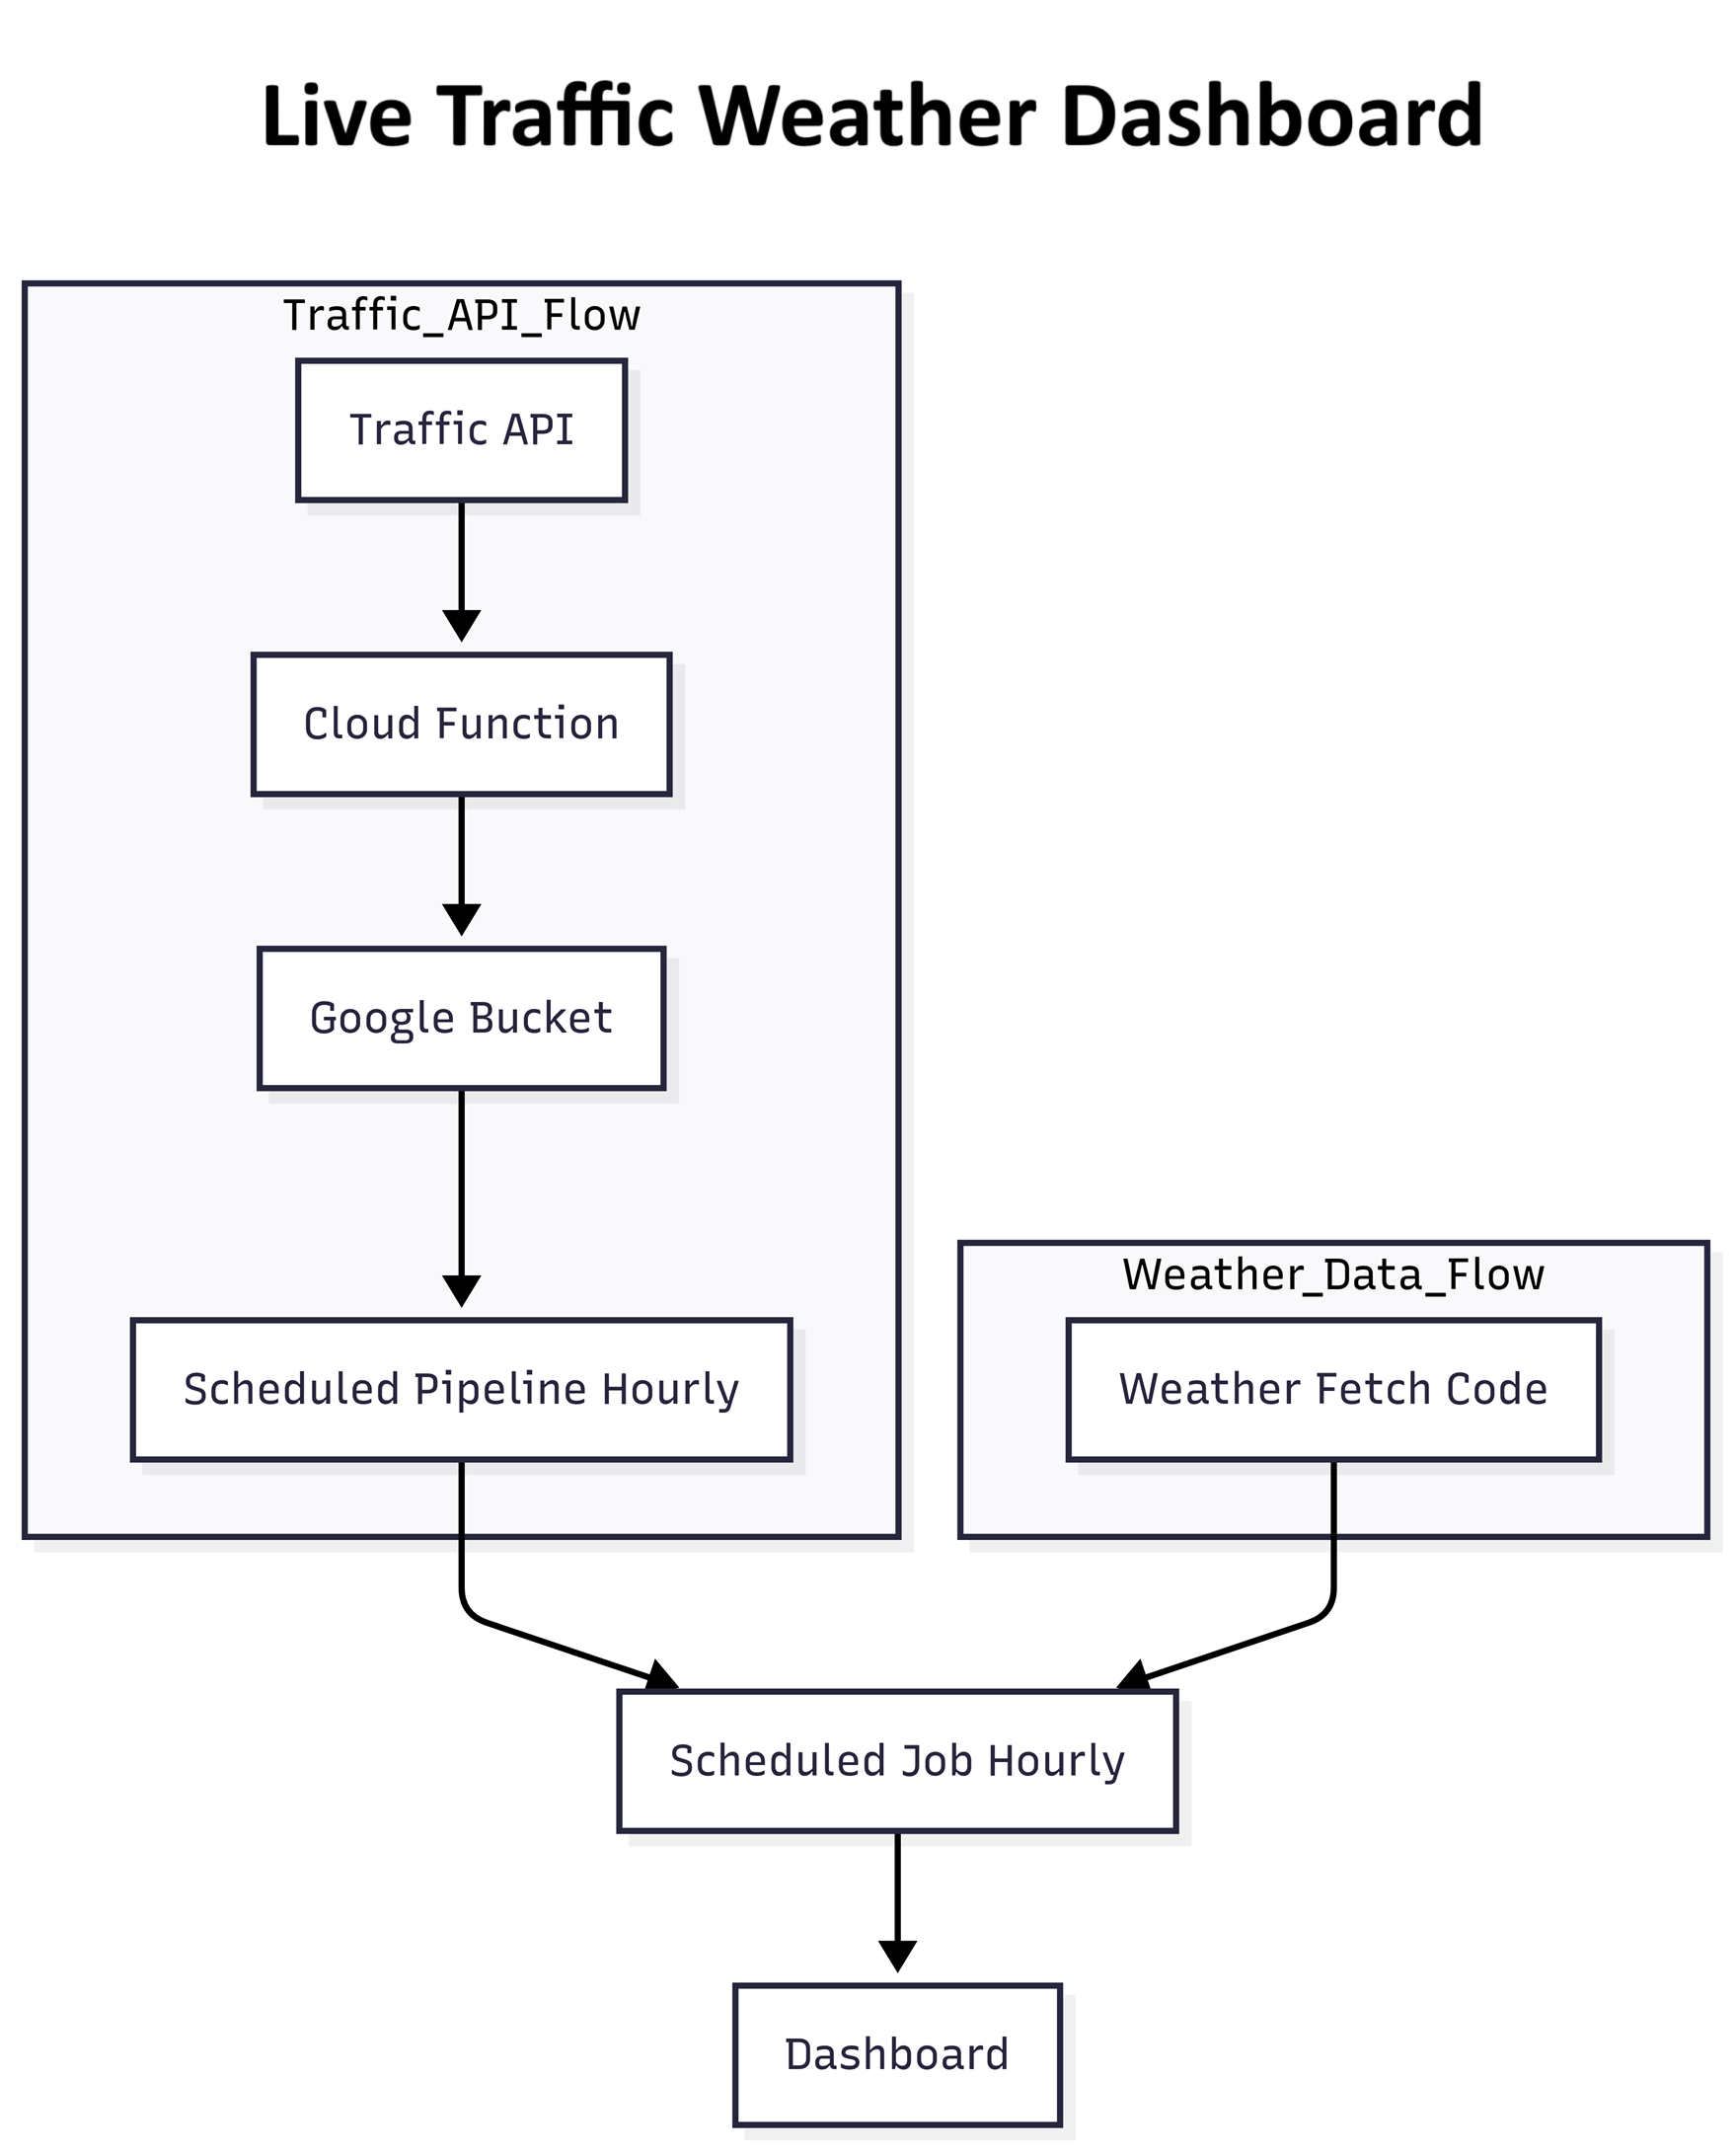 Live Traffic Weather Dashboard
Traffic_API_Flow
Traffic API
Cloud Function
Google Bucket
Scheduled Pipeline Hourly
Weather_Data_Flow
Weather Fetch Code
Scheduled Job Hourly
Dashboard